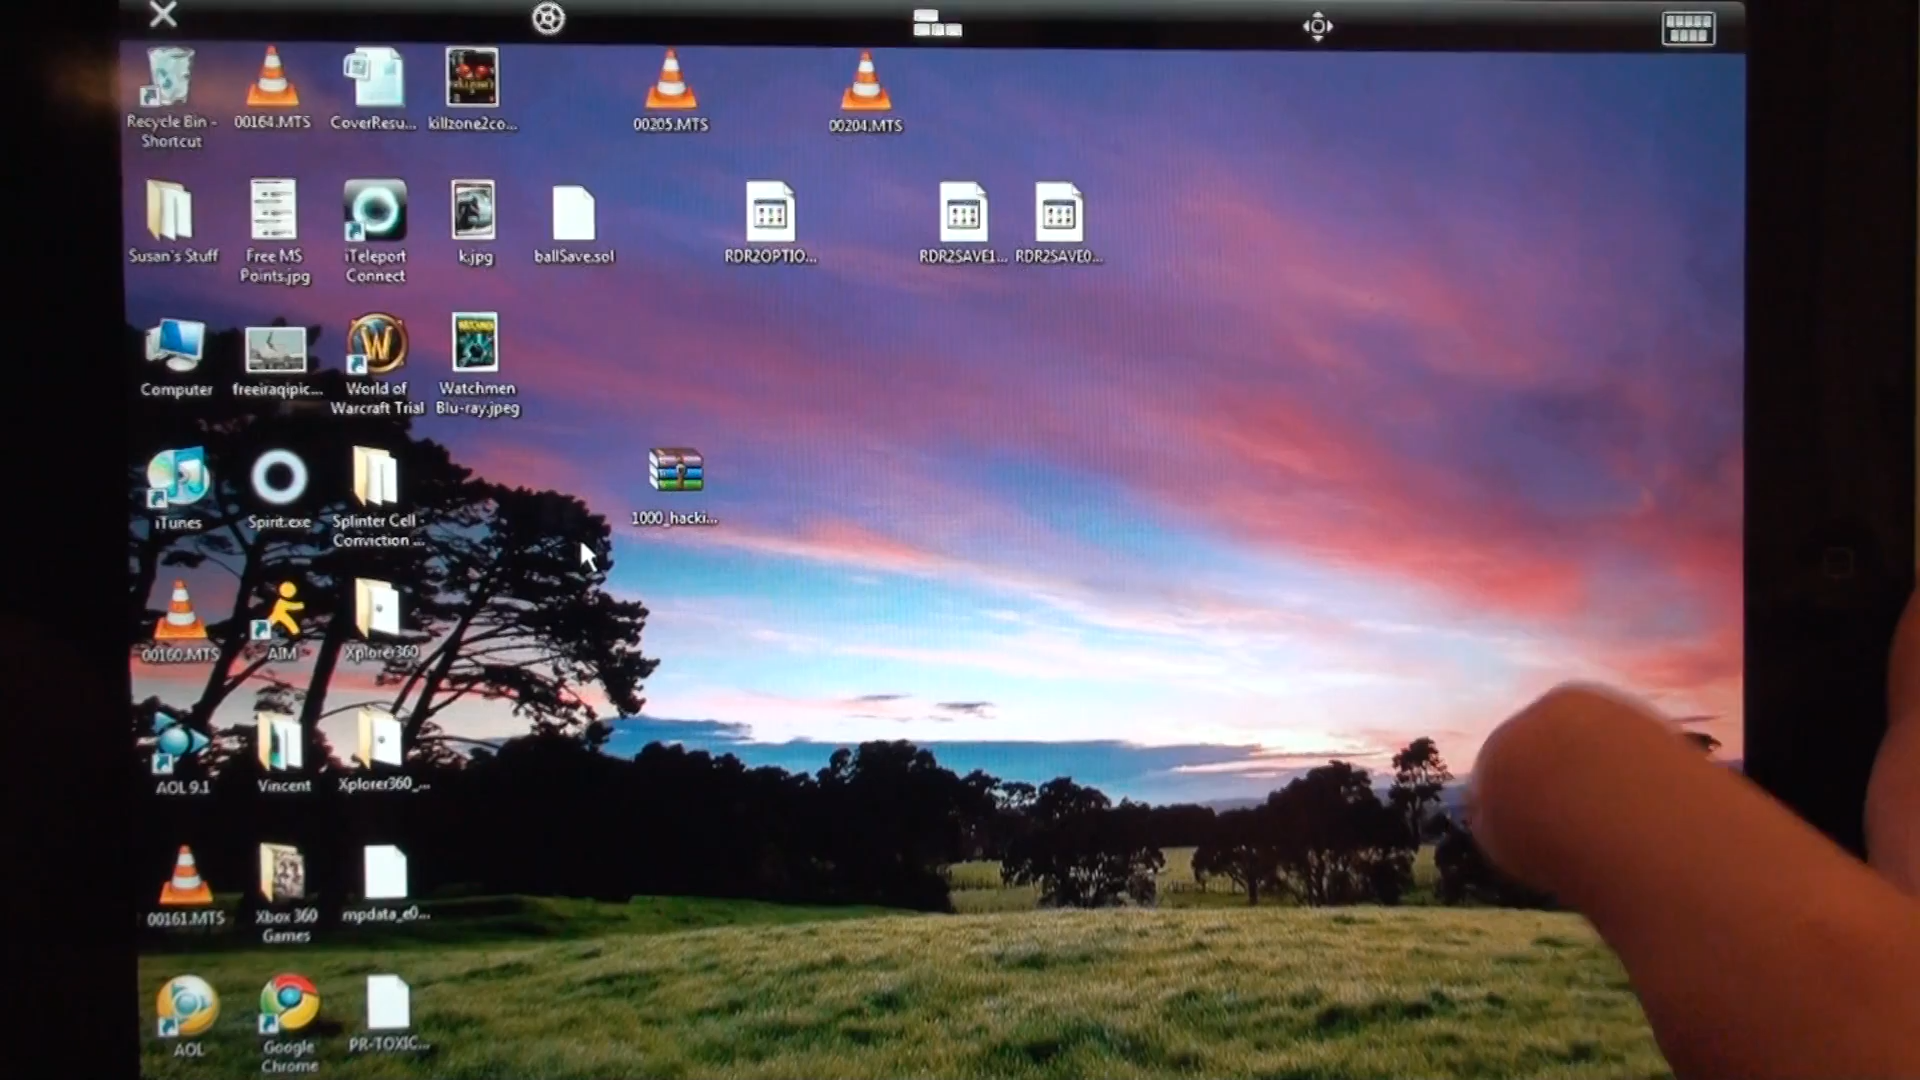 Recycle Bin -
Shortcut
00164.MTS
CoverResu...
killzone2co...
00205.MTS
00204.MTS
Susan's Stuff
Free MS
Points.jpg
iTeleport
Connect
k.jpg
ballSave.sol
RDR2OPTIO...
RDR2SAVE1...
RDR2SAVE0...
Computer
freeiraqipic...
World of
Warcraft Trial
WATCHMEN
Watchmen
Blu-ray.jpeg
iTunes
Spirit.exe
Splinter Cell -
Conviction ...
1000_hacki...
00160.MTS
AIM
Xplorer360
AOL 9.1
Vincent
Xplorer360_...
00161.MTS
Xbox 360
Games
mpdata_e0...
AOL
Google
Chrome
PR-TOXIC...